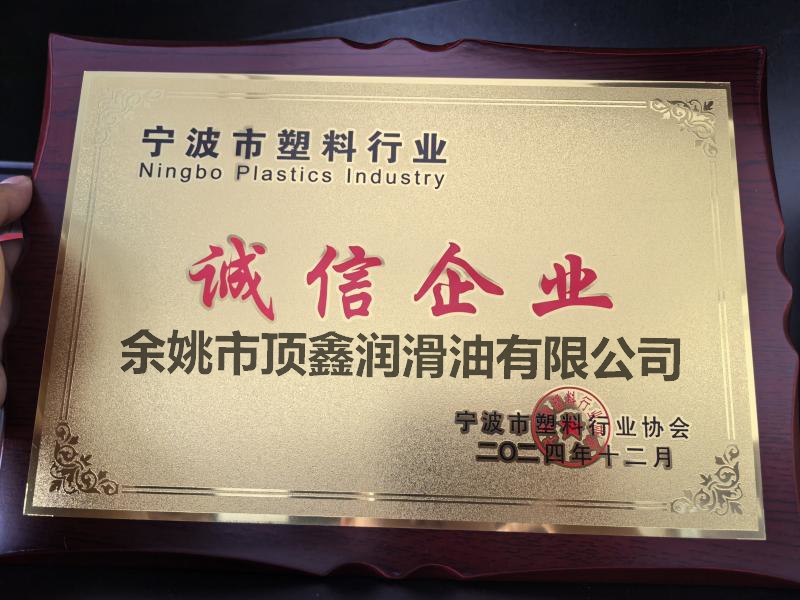 宁波市塑料行业
Ningbo Plastics Industry
诚信企业
余姚市顶鑫润滑油有限公司
宁波市塑料行业协会
二〇二四年十二月